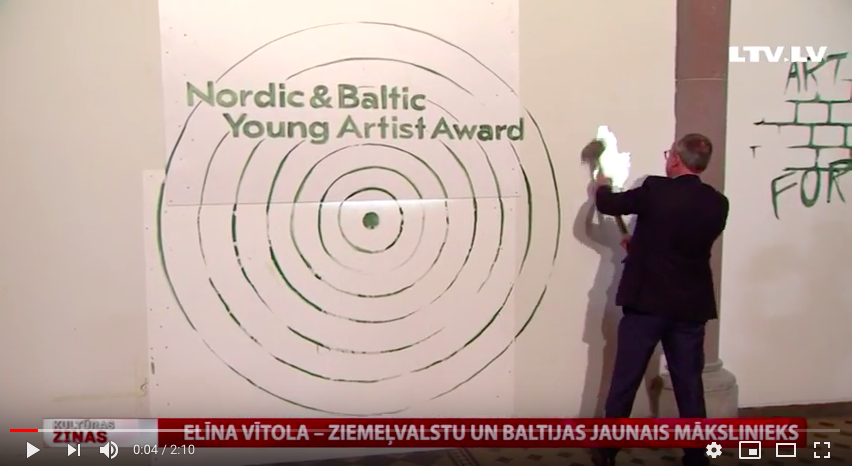 LTV.LV
Nordic & Baltic
Young Artist Award
AKT
FOR
KULTŪRAS
ZIŅAS
ELĪNA VĪTOLA – ZIEMEĻVALSTU UN BALTIJAS JAUNAIS MĀKSLINIEKS
0:04 / 2:10